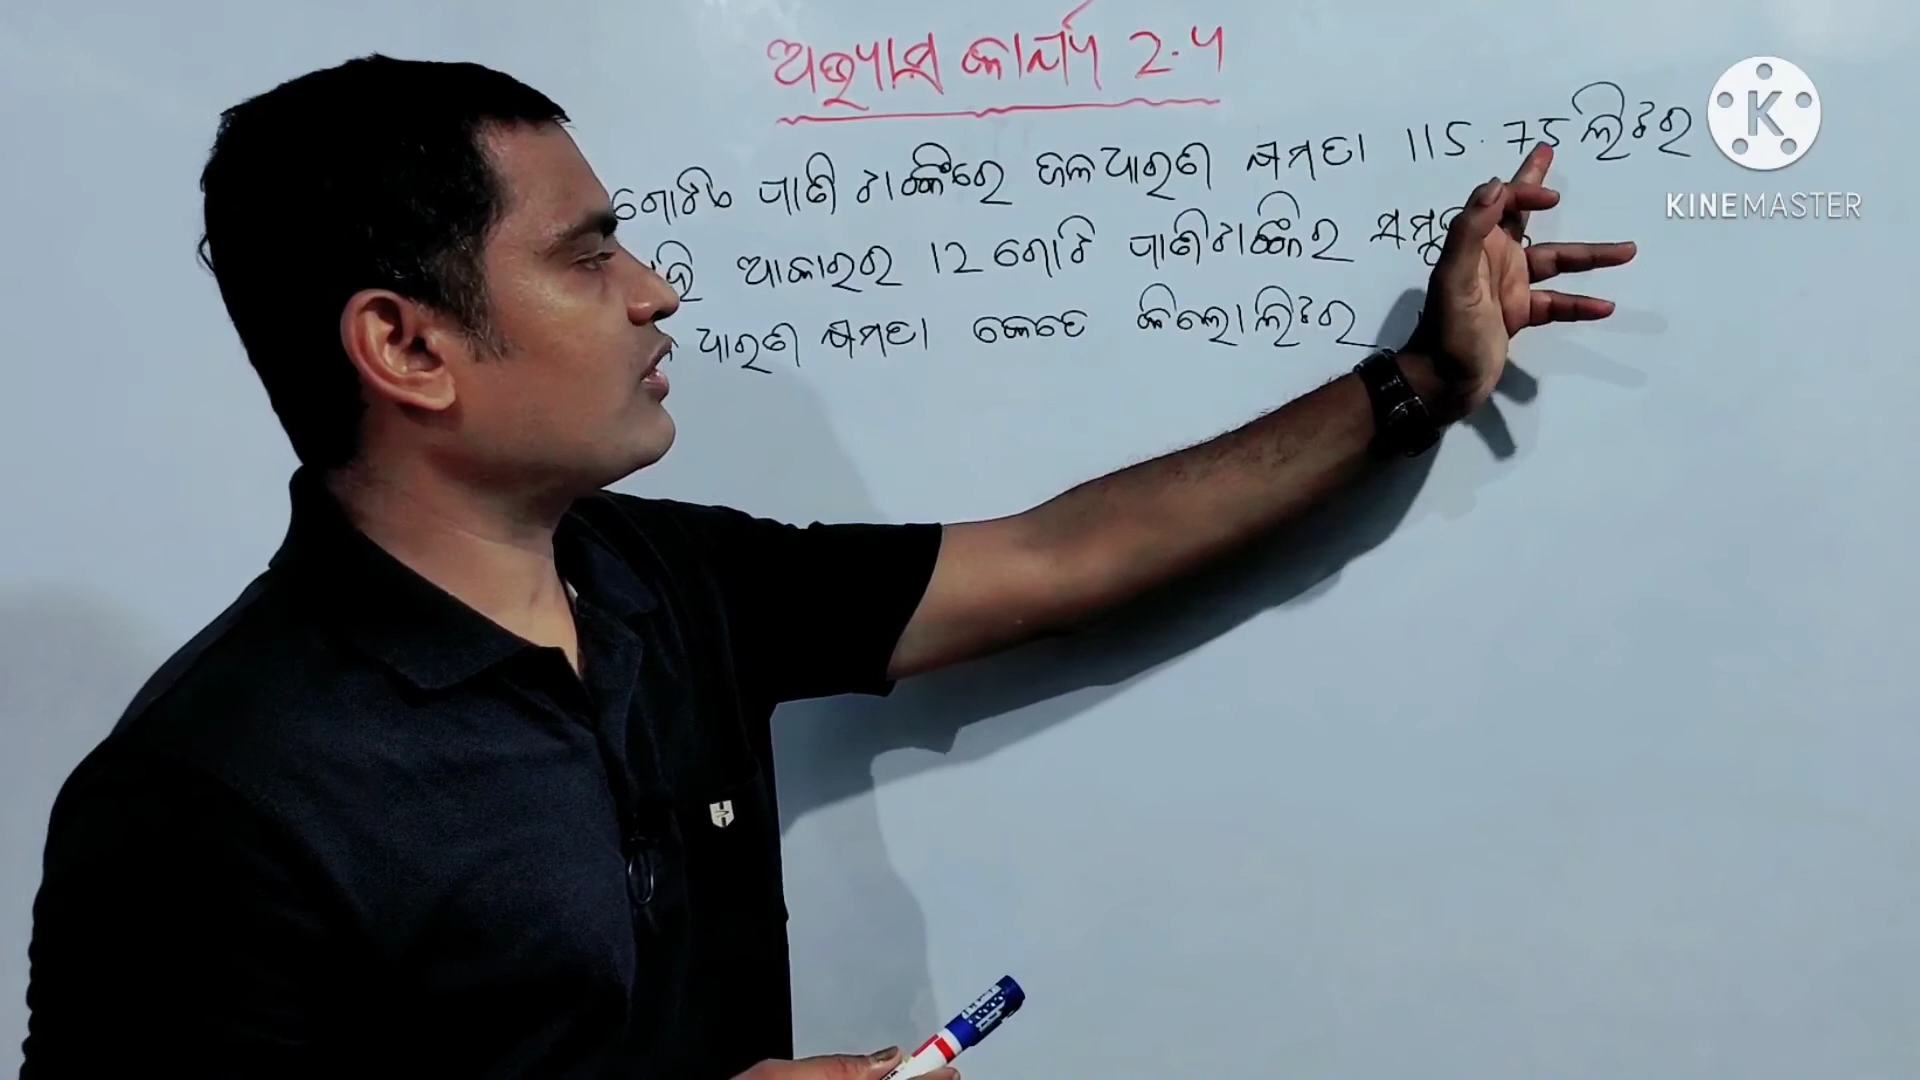 ଅଭ୍ୟାସ କାର୍ଯ୍ୟ 2.5
ଗୋଟିଏ ପାଣି ଟାଙ୍କିରେ ଜଳଧାରଣ କ୍ଷମତା 115.75 ଲିଟର
ଆକାରର 12 ଗୋଟି ପାଣିଟାଙ୍କିର
ଧାରଣ କ୍ଷମତା କେତେ କିଲୋଲିଟର
K
KINEMASTER